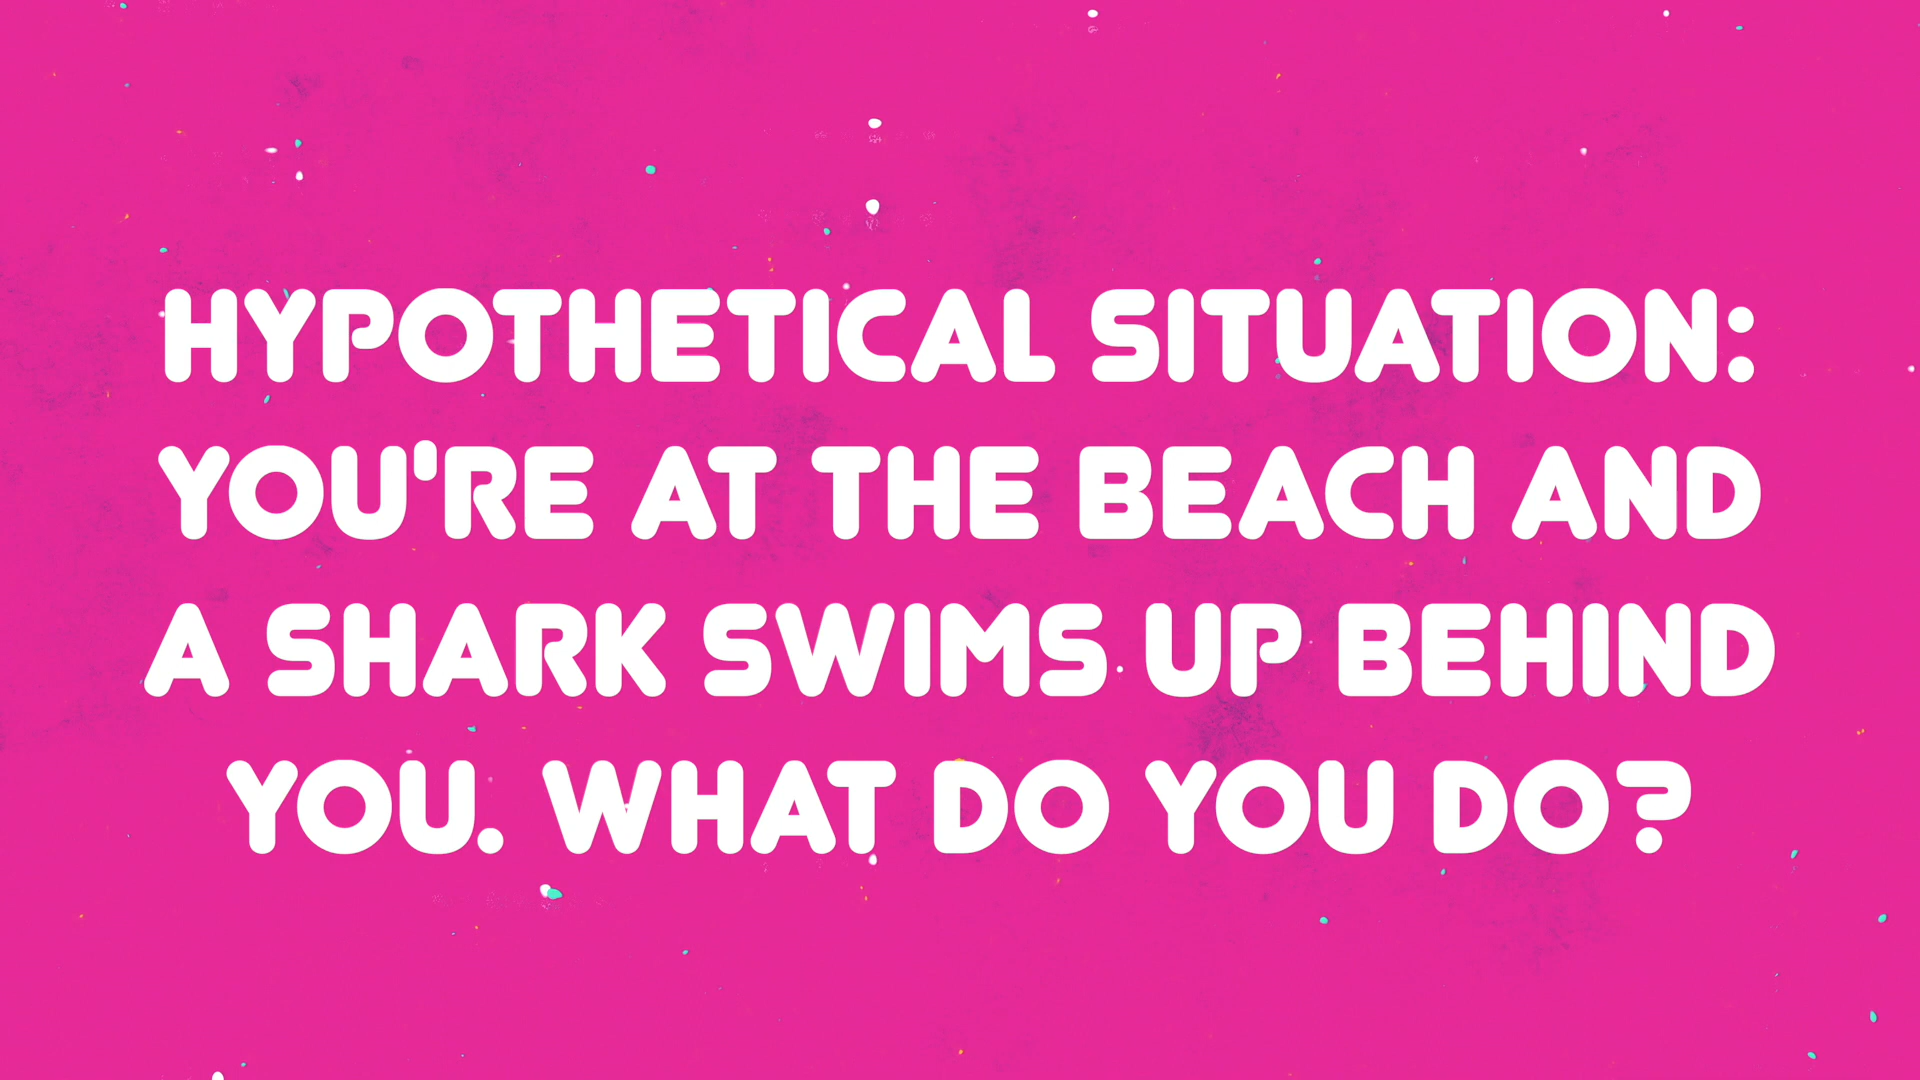 HYPOTHETICAL SITUATION:
YOU'RE AT THE BEACH AND
A SHARK SWIMS UP BEHIND
YOU. WHAT DO YOU DO?